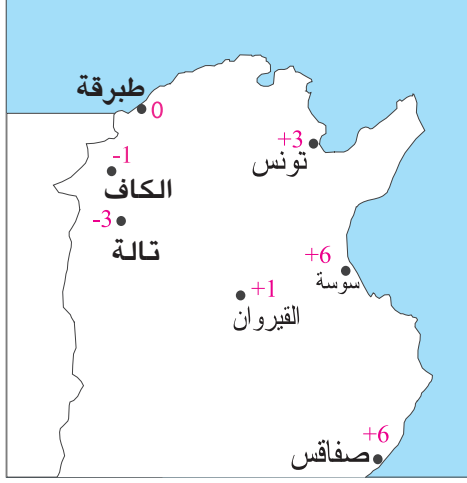 طبرقة
0
+3
تونس
-1
الكاف
-3
تالة
+6
سوسة
+1
القيروان
+6
صفاقس